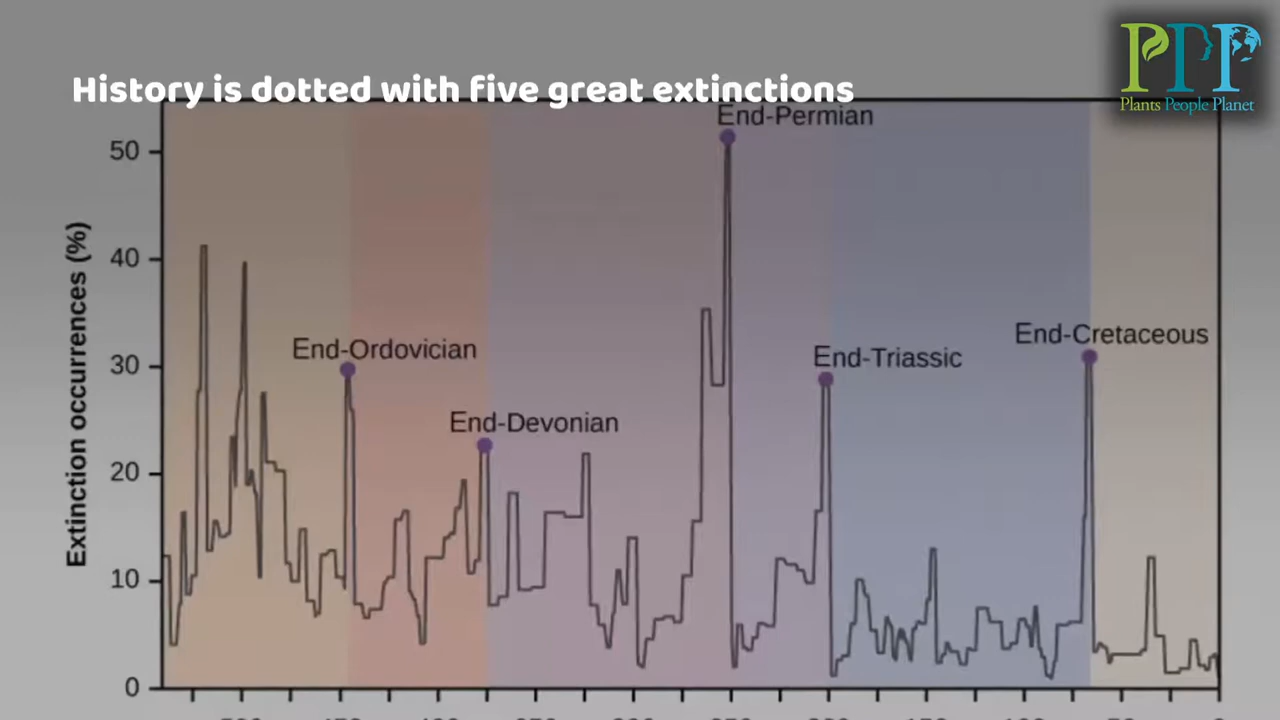 PPP
Plants People Planet
History is dotted with five great extinctions
End-Permian
50
40
End-Cretaceous
End-Ordovician
End-Triassic
30
End-Devonian
20
10
0
Extinction occurrences (%)